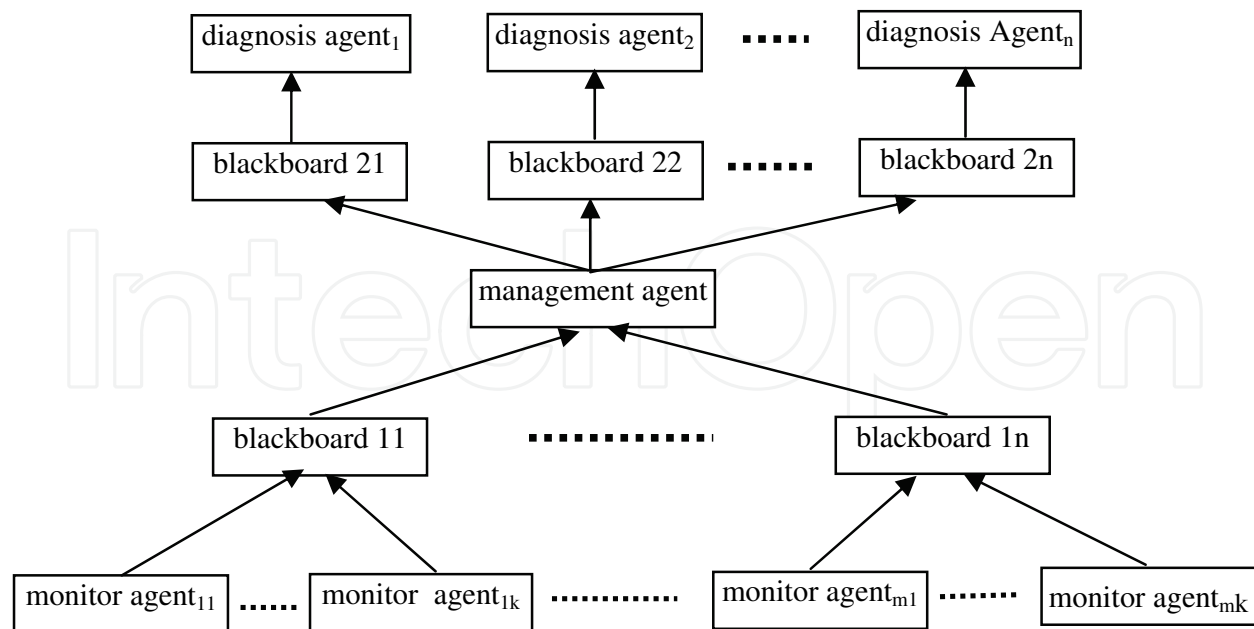 diagnosis agent₁
diagnosis agent₂
diagnosis Agentₙ
blackboard 21
blackboard 22
blackboard 2n
management agent
blackboard 11
blackboard 1n
monitor agent₁₁
monitor agent₁ₖ
monitor agentₘ₁
monitor agentₘₖ
IntechOpen